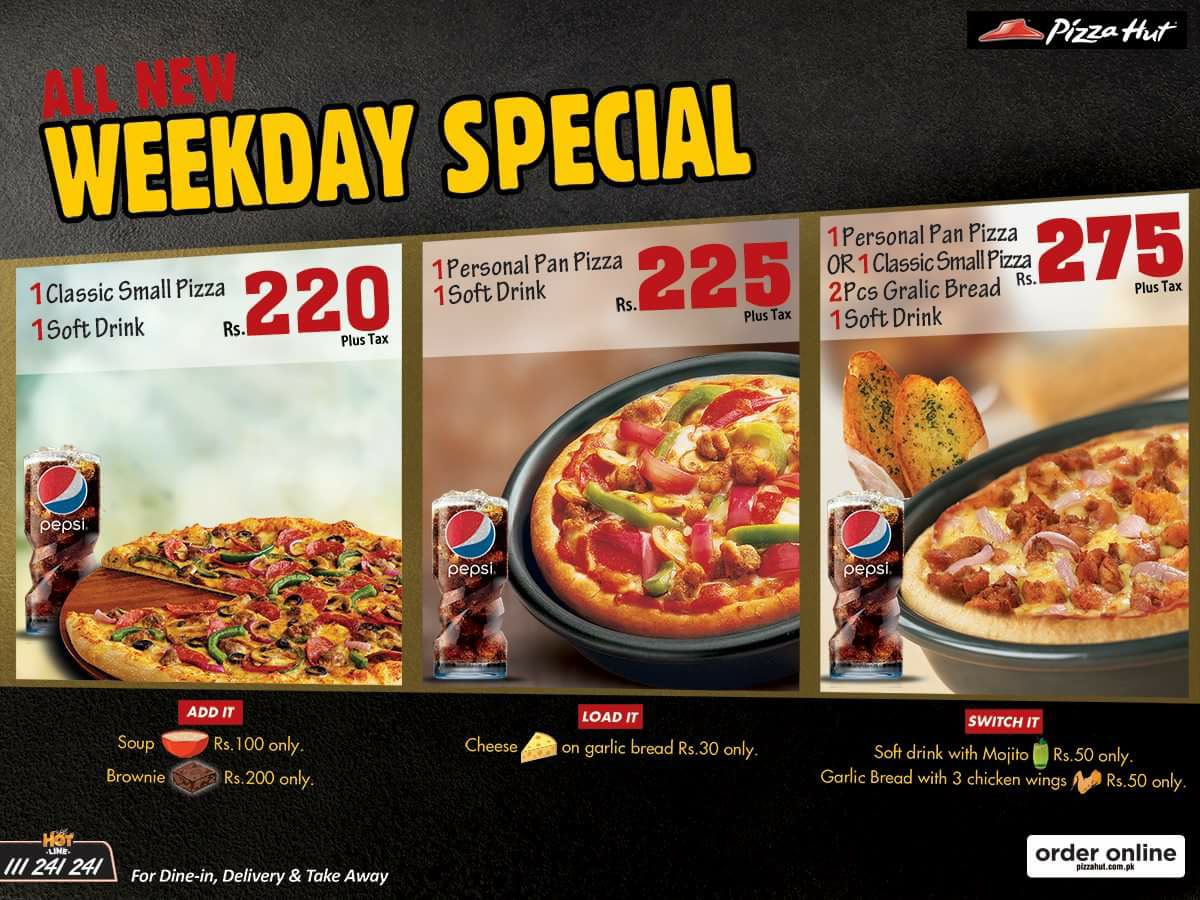 Pizza Hut
ALL NEW
WEEKDAY SPECIAL
1 Classic Small Pizza
1 Soft Drink
Rs. 220
Plus Tax
1 Personal Pan Pizza
1 Soft Drink
Rs. 225
Plus Tax
1 Personal Pan Pizza
OR 1 Classic Small Pizza
2 Pcs Gralic Bread
1 Soft Drink
Rs. 275
Plus Tax
pepsi
pepsi
pepsi
ADD IT
Soup Rs.100 only.
Brownie Rs.200 only.
LOAD IT
Cheese on garlic bread Rs.30 only.
SWITCH IT
Soft drink with Mojito Rs.50 only.
Garlic Bread with 3 chicken wings Rs.50 only.
HOT
-LINE-
111 241 241
For Dine-in, Delivery & Take Away
order online
pizzahut.com.pk